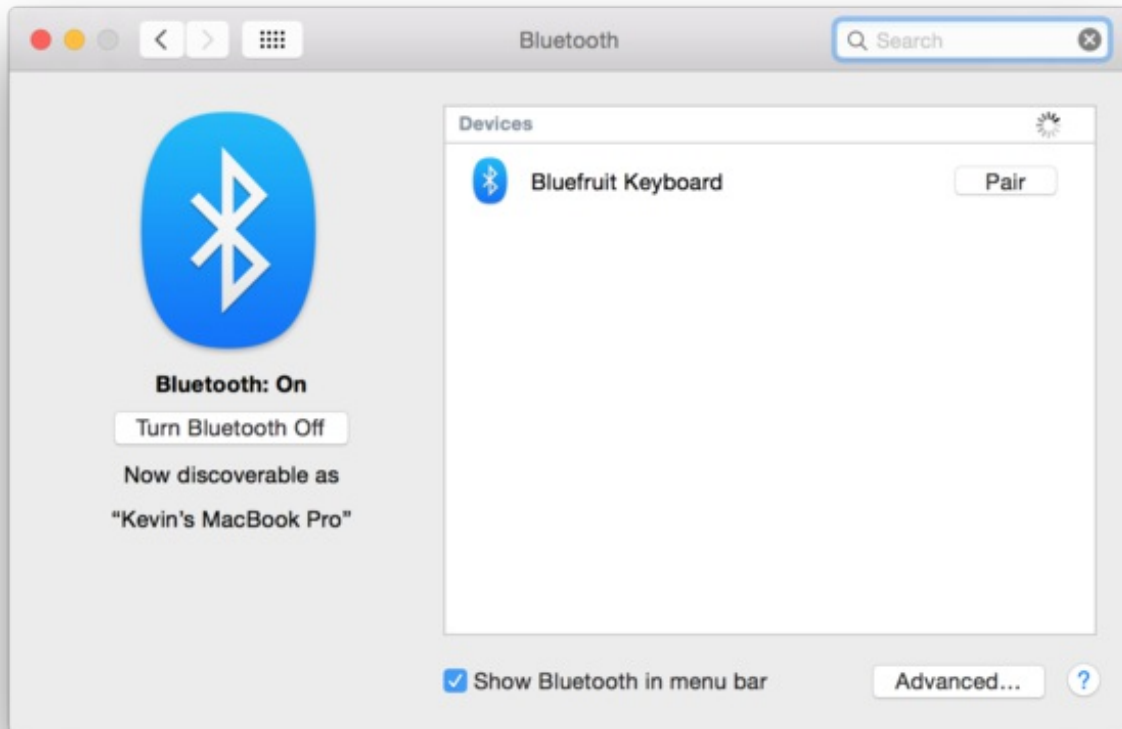 Bluetooth
Search
Bluetooth: On
Turn Bluetooth Off
Now discoverable as
“Kevin’s MacBook Pro”
Devices
Bluefruit Keyboard
Pair
Show Bluetooth in menu bar
Advanced...
?